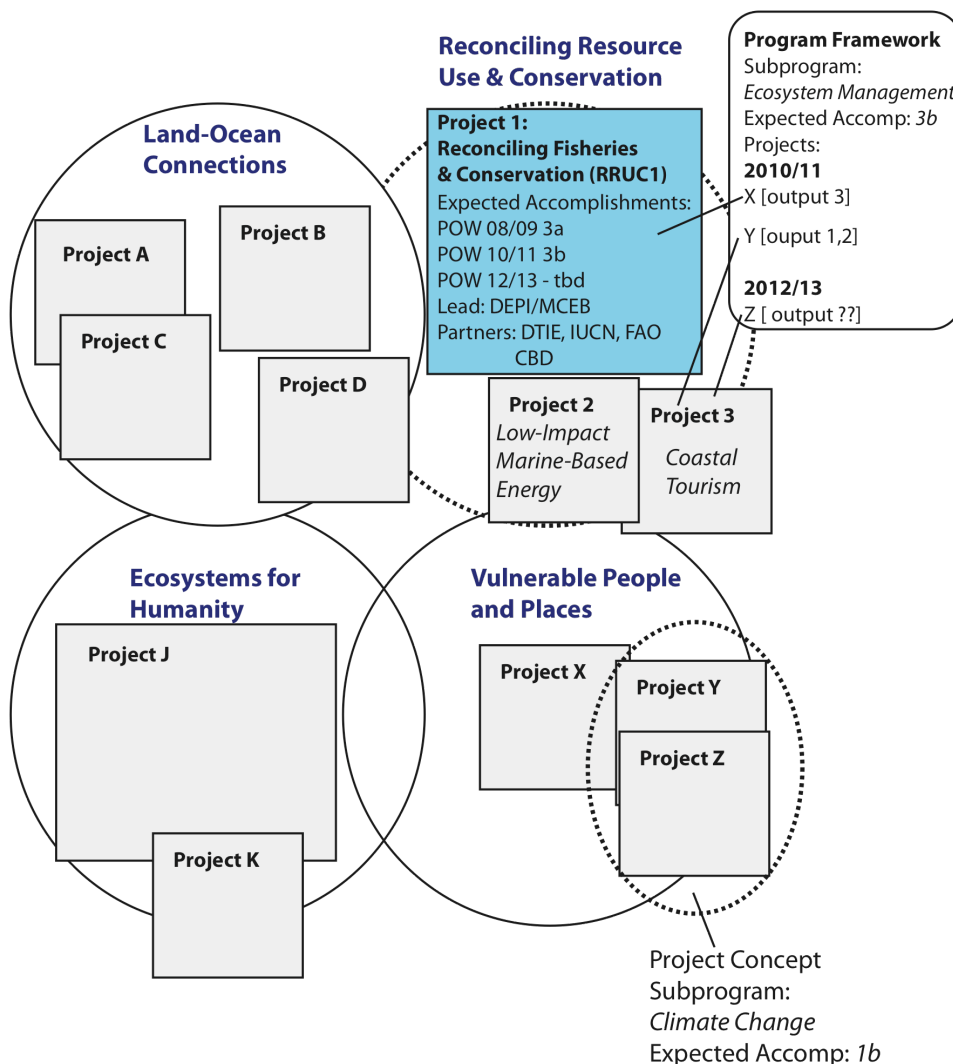 Reconciling Resource
Use & Conservation
Program Framework
Subprogram:
Ecosystem Management
Expected Accomp: 3b
Projects:
2010/11
X [output 3]
Y [ouput 1,2]
2012/13
Z [ output ??]
Land-Ocean
Connections
Project 1:
Reconciling Fisheries
& Conservation (RRUC1)
Expected Accomplishments:
POW 08/09 3a
POW 10/11 3b
POW 12/13 - tbd
Lead: DEPI/MCEB
Partners: DTIE, IUCN, FAO
CBD
Project A
Project B
Project C
Project D
Project 2
Low-Impact
Marine-Based
Energy
Project 3
Coastal
Tourism
Ecosystems for
Humanity
Vulnerable People
and Places
Project J
Project K
Project X
Project Y
Project Z
Project Concept
Subprogram:
Climate Change
Expected Accomp: 1b